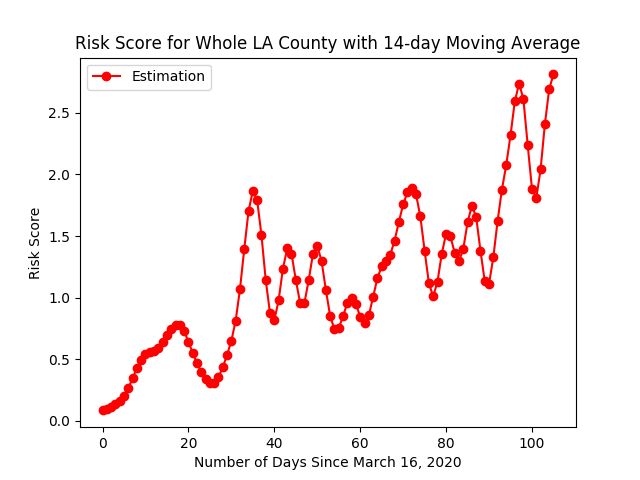 Risk Score for Whole LA County with 14-day Moving Average
Estimation
2.5
2.0
1.5
1.0
0.5
0.0
Risk Score
0 20 40 60 80 100
Number of Days Since March 16, 2020